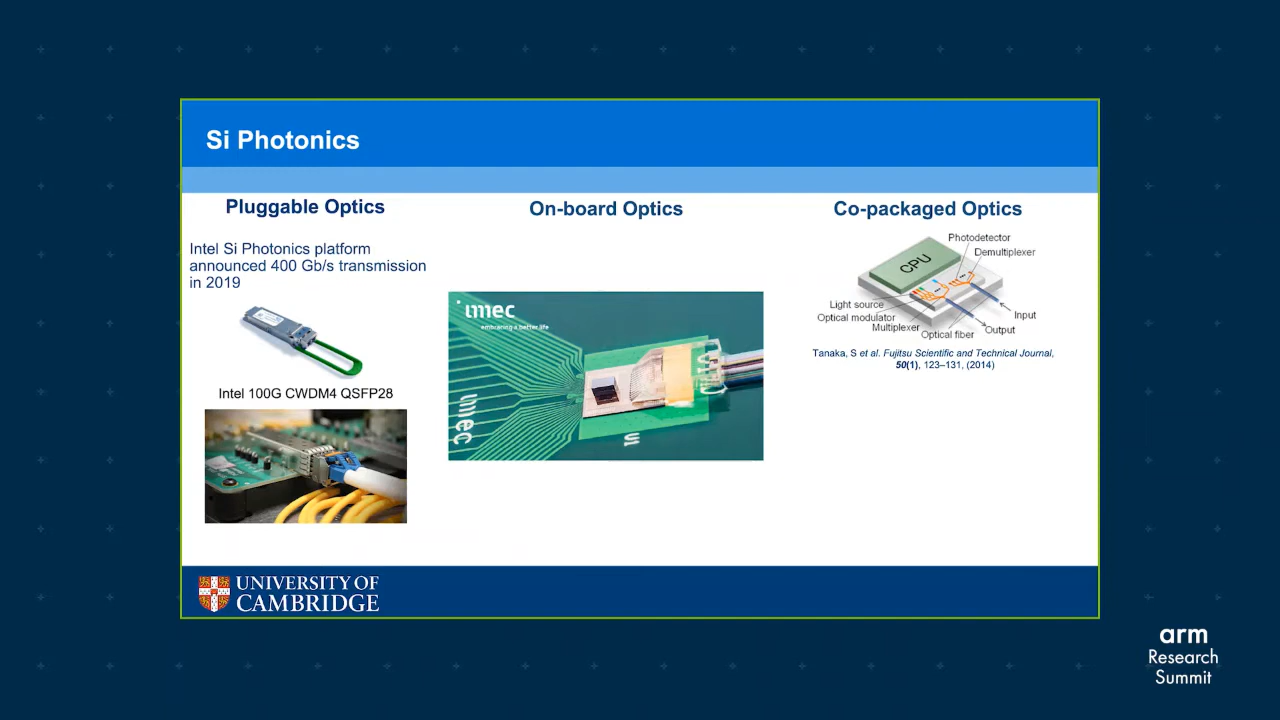 Si Photonics
Pluggable Optics
Intel Si Photonics platform
announced 400 Gb/s transmission
in 2019
Intel 100G CWDM4 QSFP28
On-board Optics
imec
embracing a better life
imec
Co-packaged Optics
Photodetector
Demultiplexer
CPU
Light source
Optical modulator
Multiplexer
Optical fiber
Input
Output
Tanaka, S et al. Fujitsu Scientific and Technical Journal,
50(1), 123–131, (2014)
UNIVERSITY OF
CAMBRIDGE
arm
Research
Summit